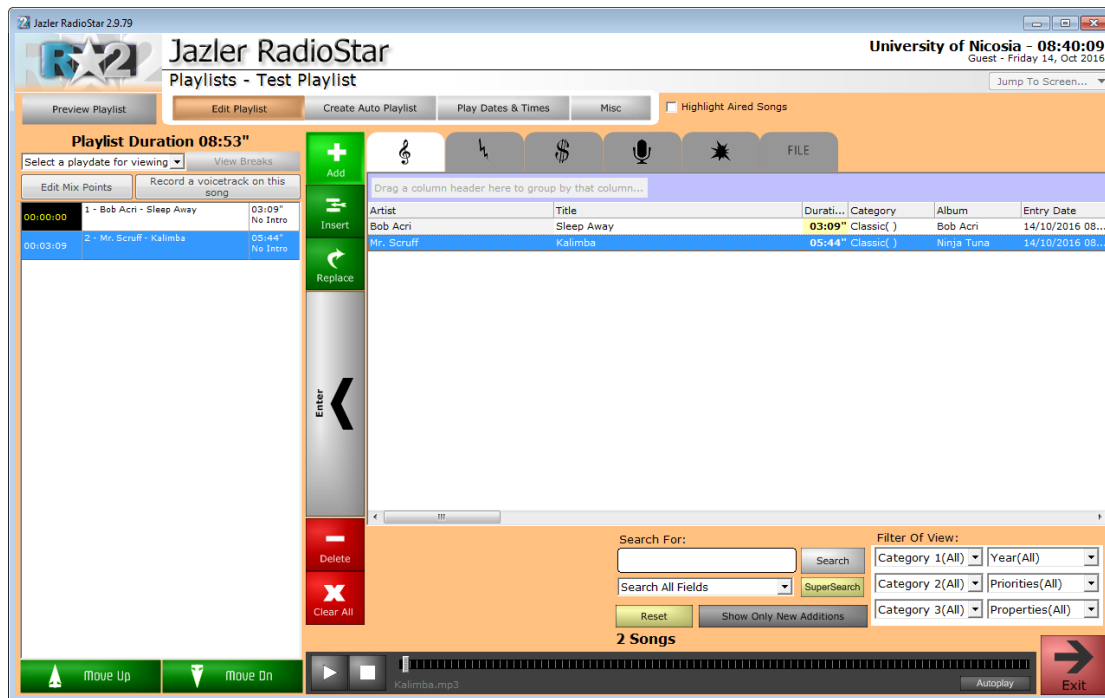 Jazler RadioStar 2.9.79
R 2
Jazler RadioStar
University of Nicosia - 08:40:09
Guest - Friday 14, Oct 2016
Playlists - Test Playlist
Jump To Screen...
Preview Playlist
Edit Playlist
Create Auto Playlist
Play Dates & Times
Misc
Highlight Aired Songs
Playlist Duration 08:53"
Select a playdate for viewing
View Breaks
Edit Mix Points
Record a voicetrack on this
song
00:00:00
1 - Bob Acri - Sleep Away
03:09"
No Intro
00:03:09
2 - Mr. Scruff - Kalimba
05:44"
No Intro
Move Up
Move Dn
Add
Insert
Replace
Enter
Delete
Clear All
FILE
Drag a column header here to group by that column...
Artist Title Durati... Category Album Entry Date
Bob Acri Sleep Away 03:09" Classic( ) Bob Acri 14/10/2016 08...
Mr. Scruff Kalimba 05:44" Classic( ) Ninja Tuna 14/10/2016 08...
Search For:
Search
Search All Fields
SuperSearch
Reset
Show Only New Additions
2 Songs
Filter Of View:
Category 1(All) Year(All)
Category 2(All) Priorities(All)
Category 3(All) Properties(All)
Kalimba.mp3
Autoplay
Exit